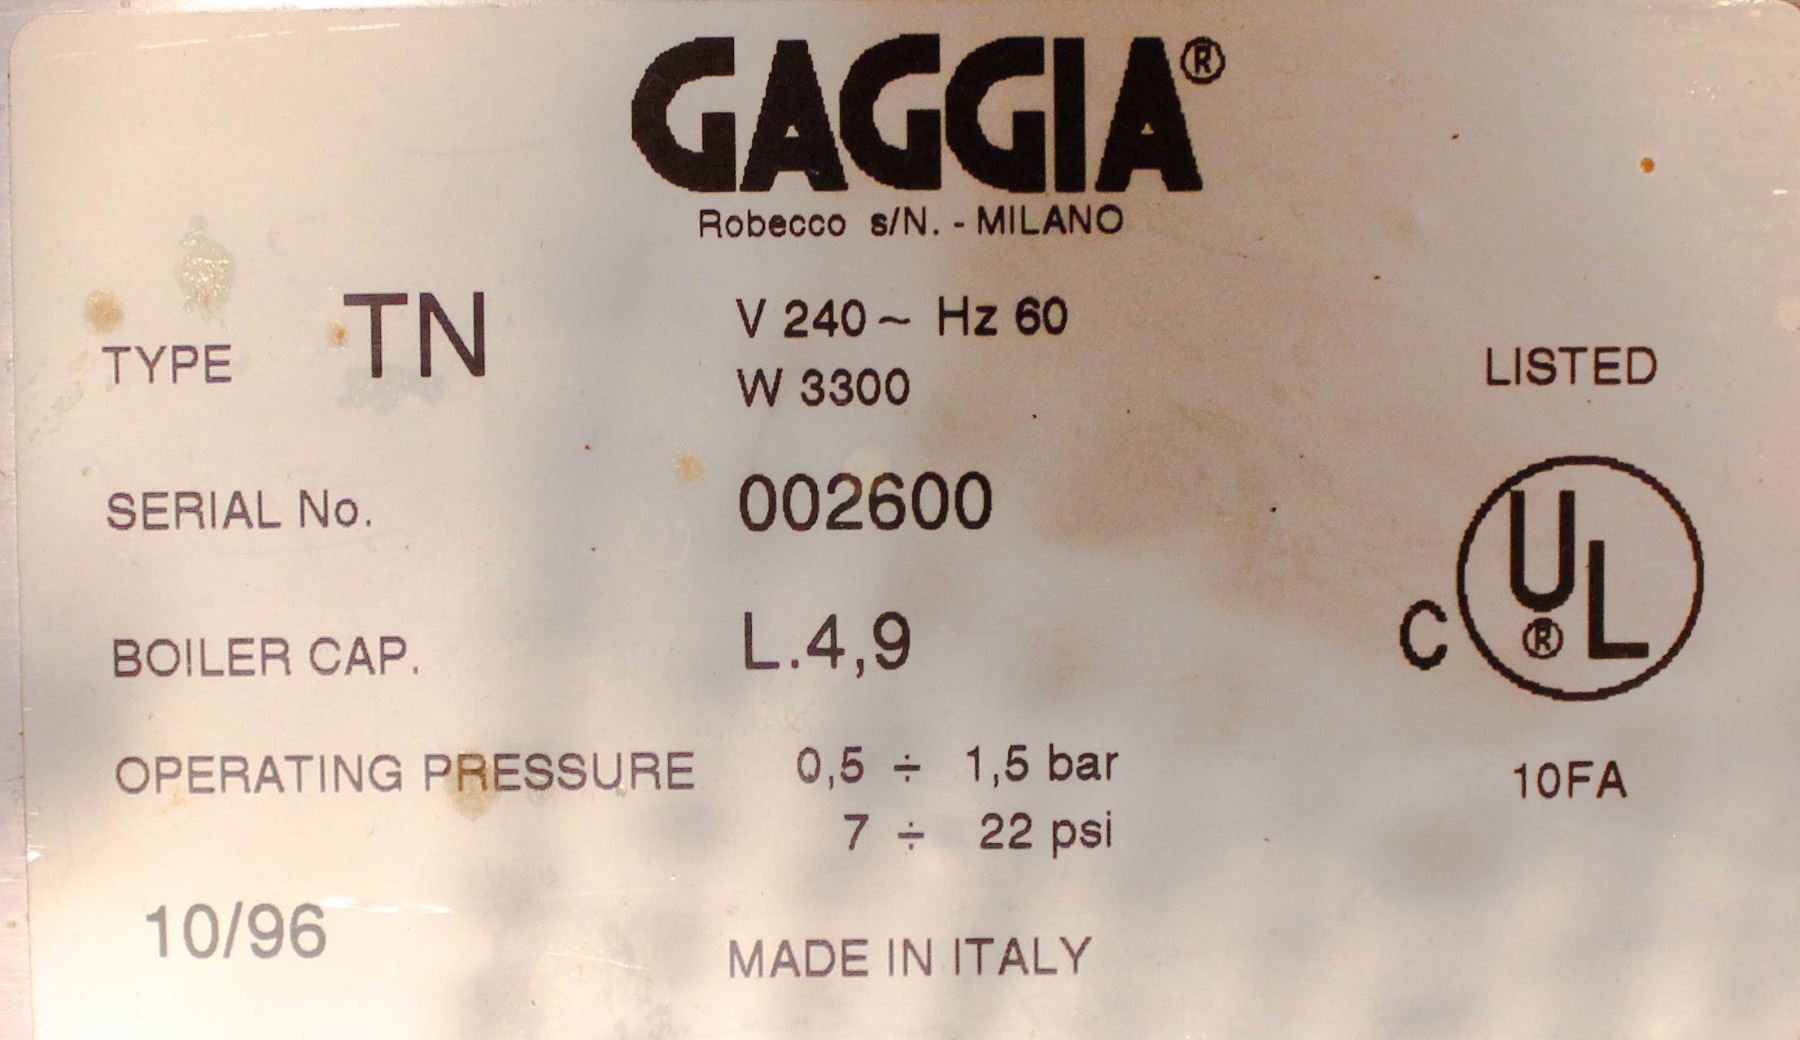 GAGGIA®
Robecco s/N. - MILANO
TYPE TN
V 240 ~ Hz 60
W 3300
SERIAL No. 002600
BOILER CAP. L.4,9
OPERATING PRESSURE 0,5 ÷ 1,5 bar
7 ÷ 22 psi
10/96
MADE IN ITALY
LISTED
C UL®
10FA